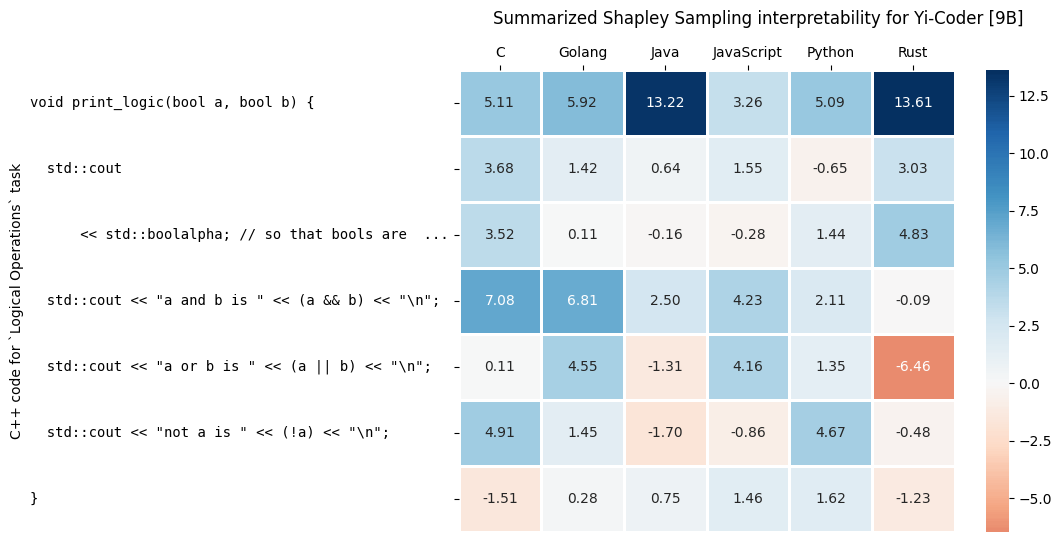 Summarized Shapley Sampling interpretability for Yi-Coder [9B]
C Golang Java JavaScript Python Rust
void print_logic(bool a, bool b) { 5.11 5.92 13.22 3.26 5.09 13.61
std::cout 3.68 1.42 0.64 1.55 -0.65 3.03
<< std::boolalpha; // so that bools are ... 3.52 0.11 -0.16 -0.28 1.44 4.83
std::cout << "a and b is " << (a && b) << "\n"; 7.08 6.81 2.50 4.23 2.11 -0.09
std::cout << "a or b is " << (a || b) << "\n"; 0.11 4.55 -1.31 4.16 1.35 -6.46
std::cout << "not a is " << (!a) << "\n"; 4.91 1.45 -1.70 -0.86 4.67 -0.48
} -1.51 0.28 0.75 1.46 1.62 -1.23
C++ code for `Logical Operations` task
12.5
10.0
7.5
5.0
2.5
0.0
−2.5
−5.0